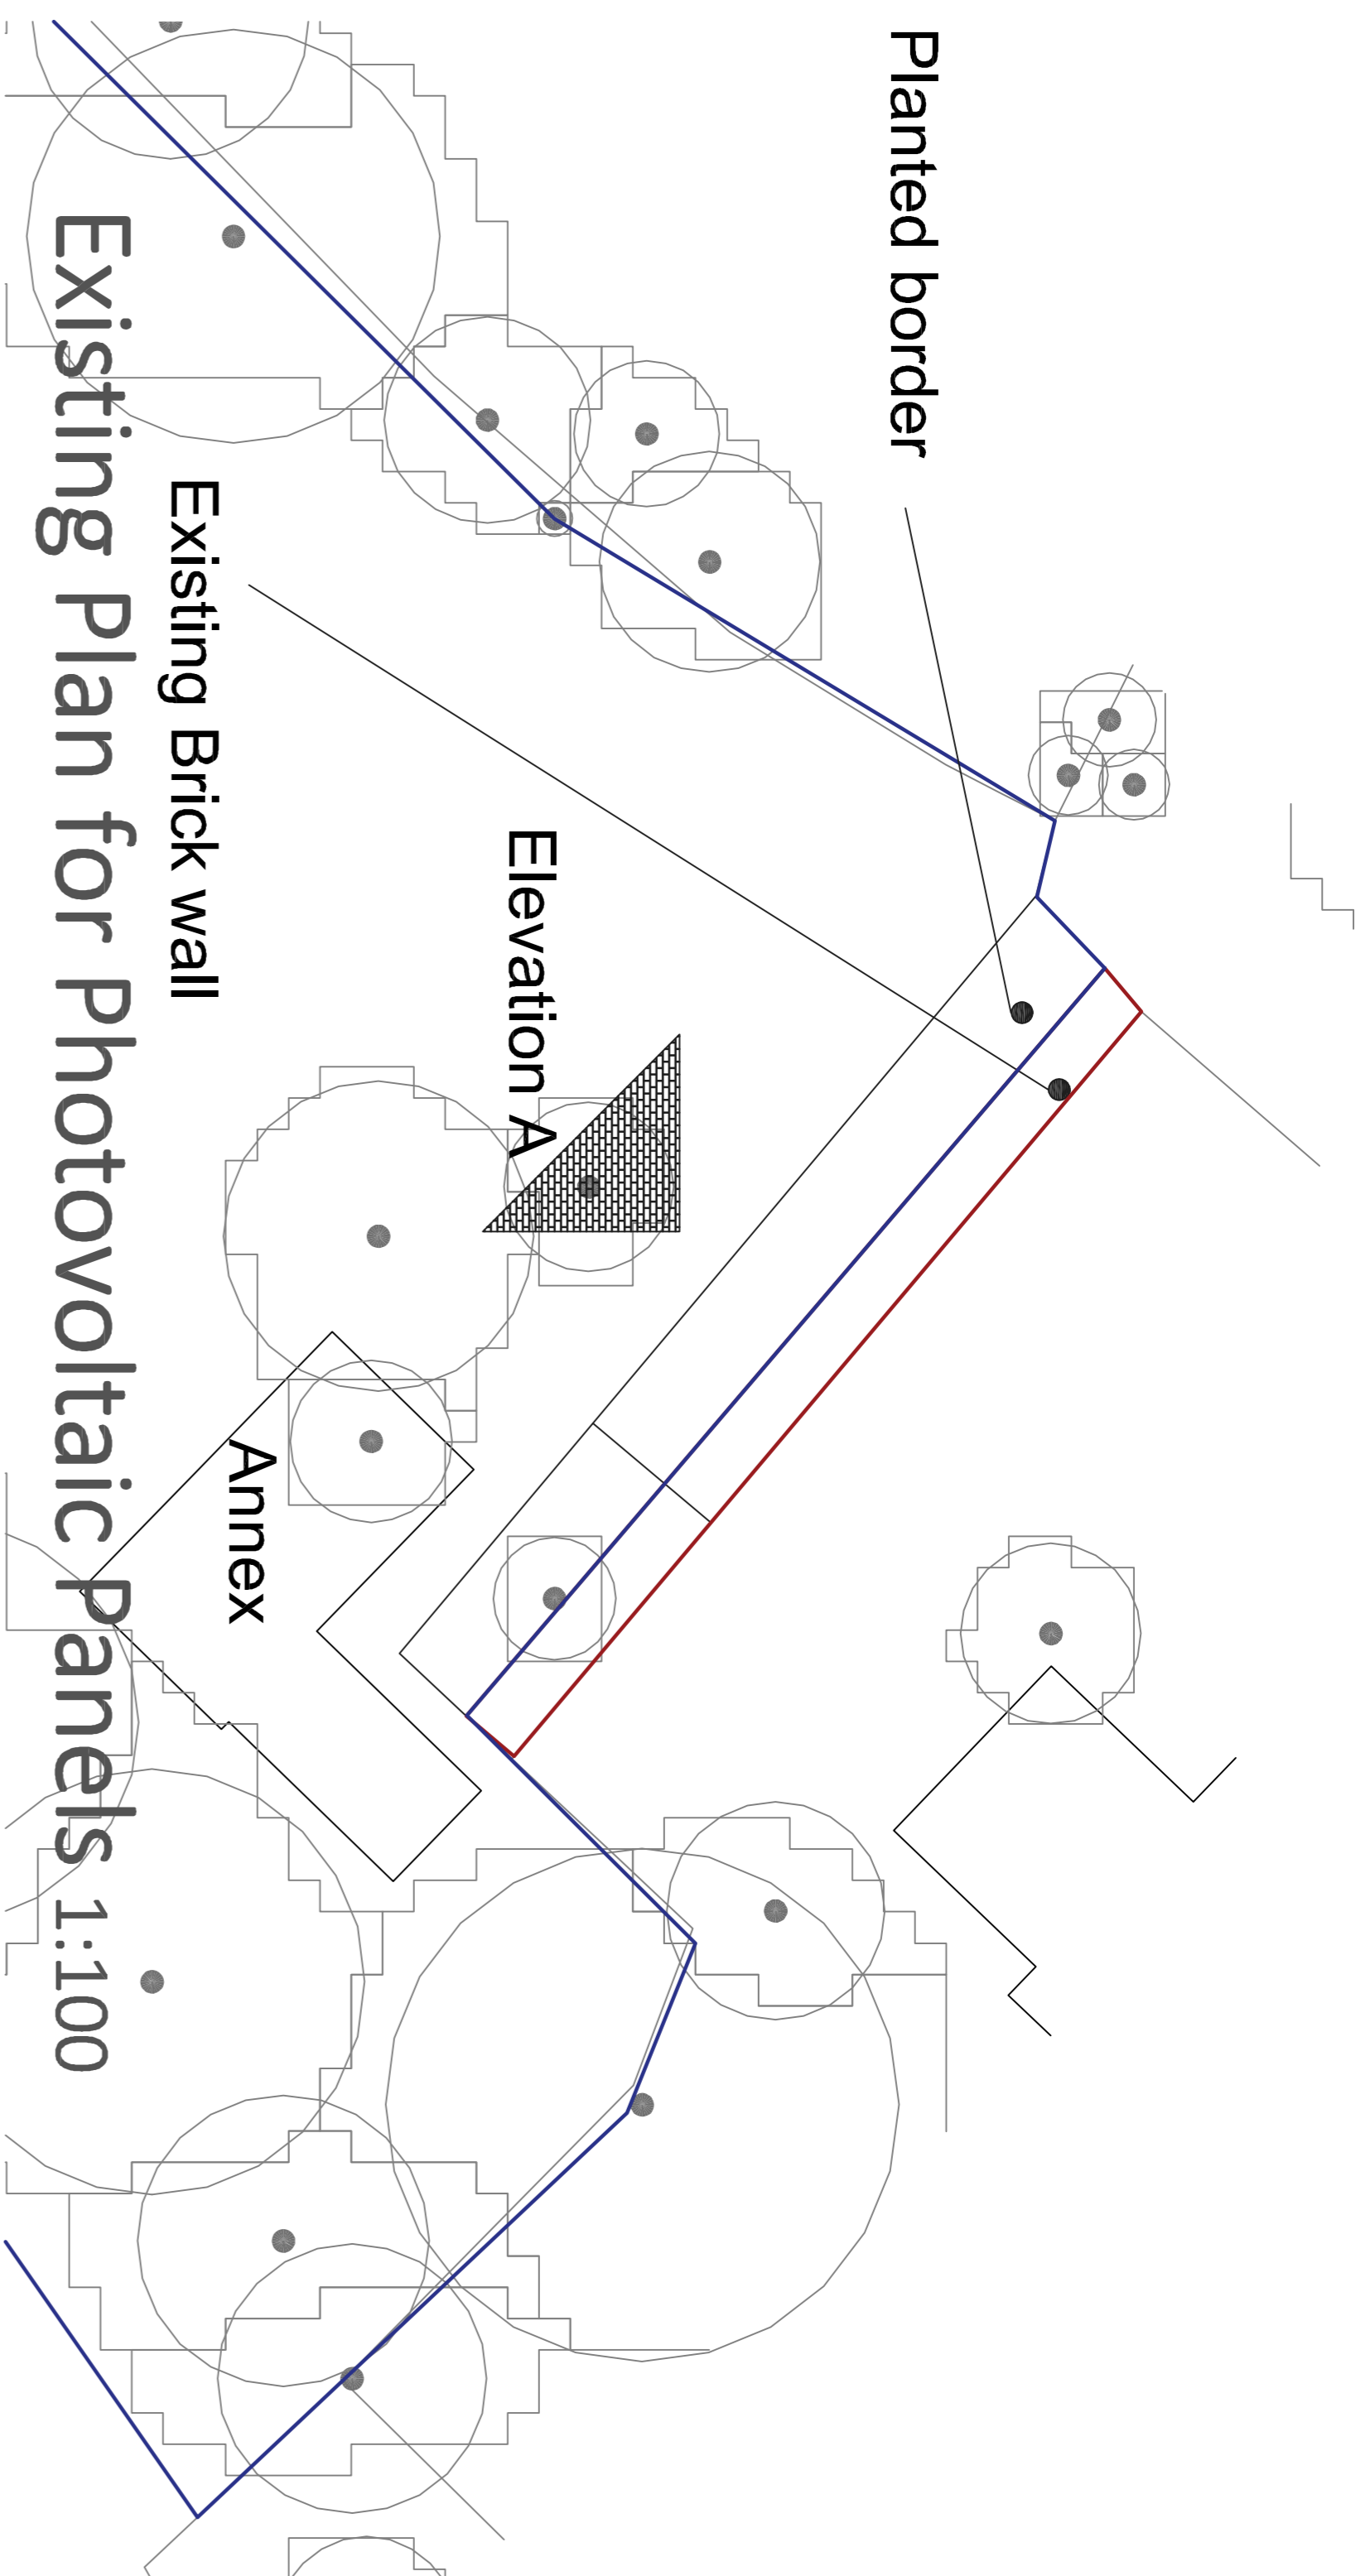 Planted border
Elevation A
Annex
Existing Brick wall
Existing Plan for Photovoltaic Panels 1:100